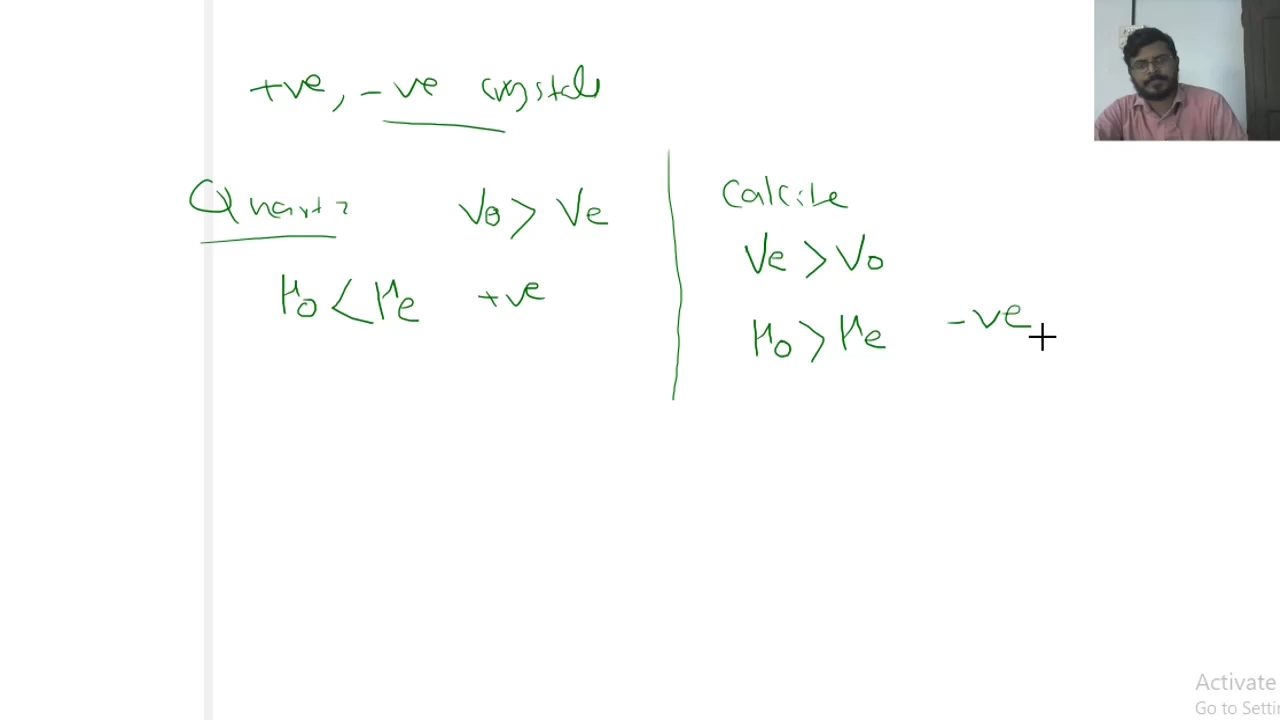 +ve, -ve crystals
Quartz Vo > Ve
μo < μe +ve
Calcite
Ve > Vo
μo > μe -ve
Activate
Go to Setti